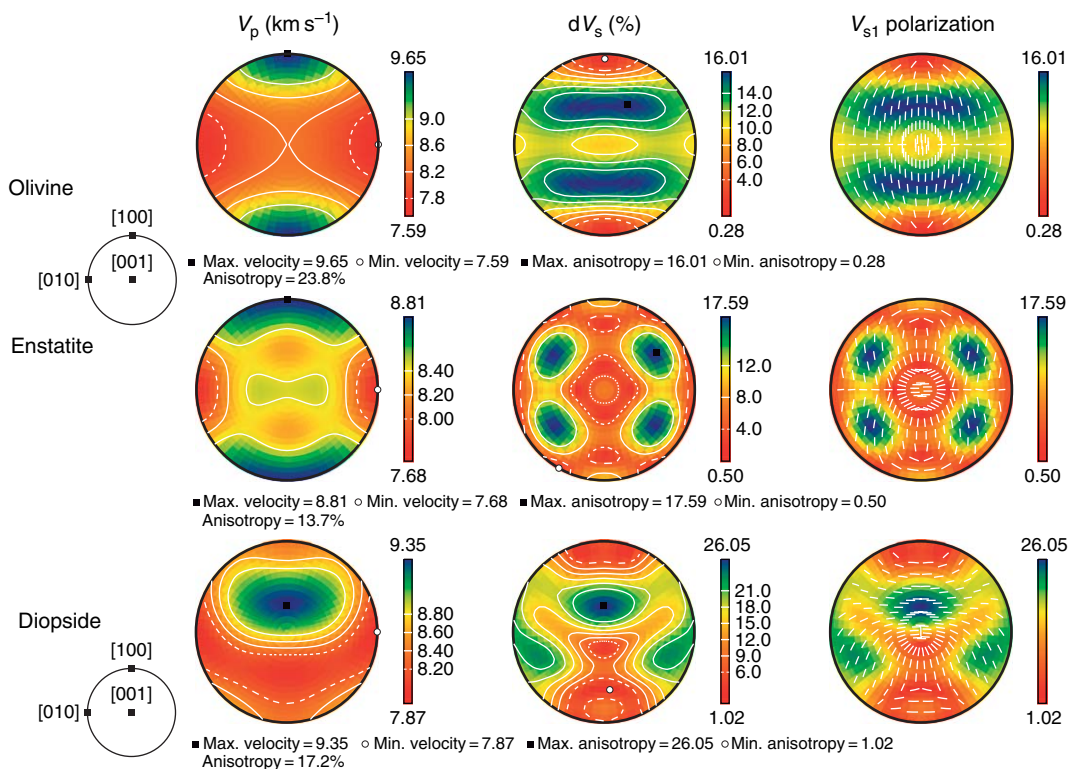 V_p (km s⁻¹) dV_s (%) V_s1 polarization
9.65 16.01 16.01
9.0
8.6
8.2
7.8
7.59
14.0
12.0
10.0
8.0
6.0
4.0
0.28 0.28
Olivine
[100]
[001]
[010]
■ Max. velocity = 9.65 ○ Min. velocity = 7.59 ■ Max. anisotropy = 16.01 ○ Min. anisotropy = 0.28
Anisotropy = 23.8%
Enstatite
8.81 17.59 17.59
8.40
8.20
8.00
7.68
12.0
8.0
4.0
0.50 0.50
■ Max. velocity = 8.81 ○ Min. velocity = 7.68 ■ Max. anisotropy = 17.59 ○ Min. anisotropy = 0.50
Anisotropy = 13.7%
9.35 26.05 26.05
8.80
8.60
8.40
8.20
7.87
21.0
18.0
15.0
12.0
9.0
6.0
1.02 1.02
Diopside
[100]
[001]
[010]
■ Max. velocity = 9.35 ○ Min. velocity = 7.87 ■ Max. anisotropy = 26.05 ○ Min. anisotropy = 1.02
Anisotropy = 17.2%